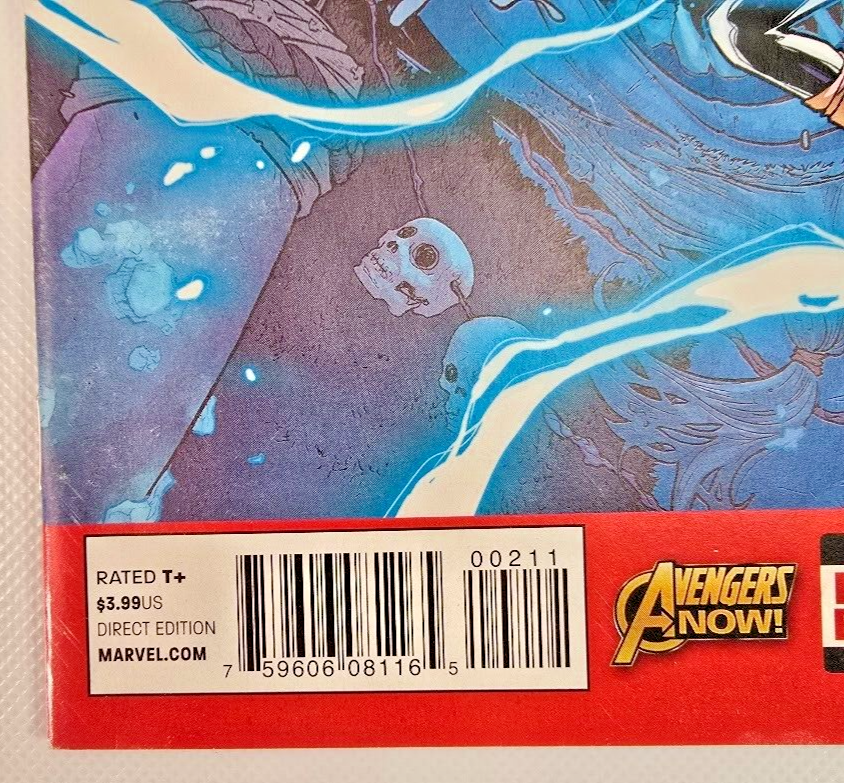 RATED T+
$3.99US
DIRECT EDITION
MARVEL.COM
00211
7 59606 08116 5
AVENGERS
NOW!